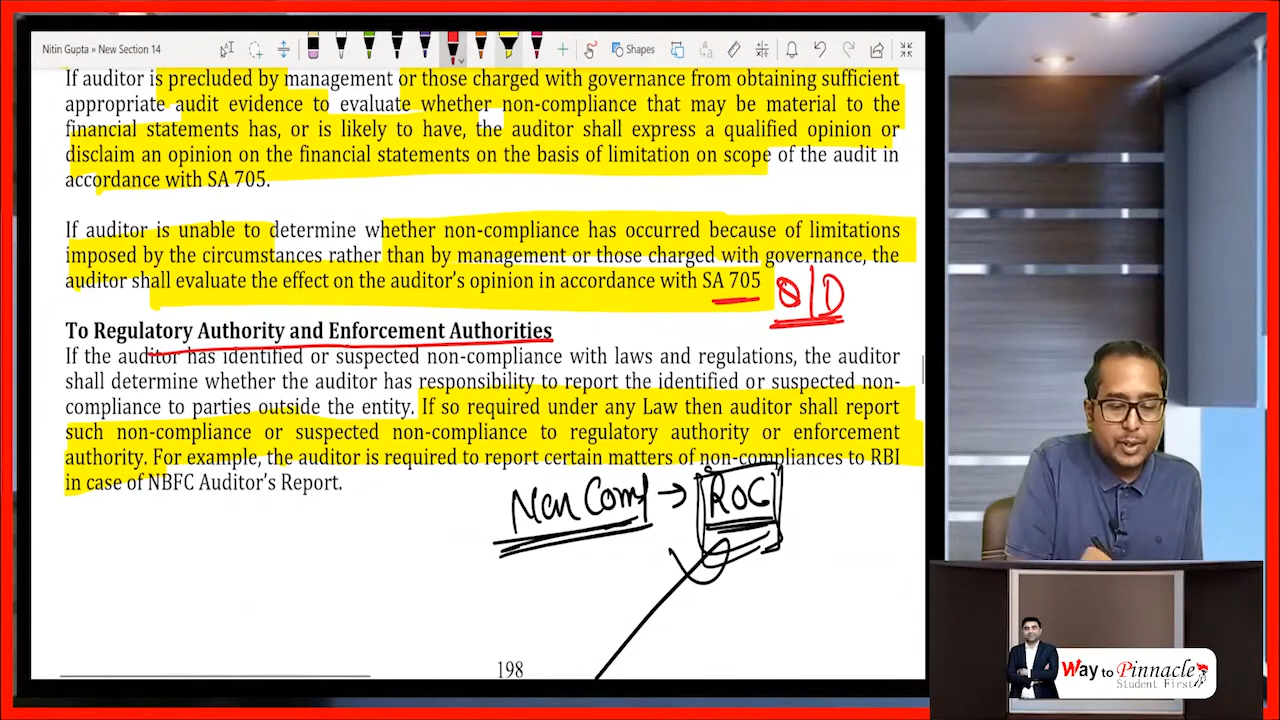 Nitin Gupta » New Section 14
Shapes
If auditor is precluded by management or those charged with governance from obtaining sufficient
appropriate audit evidence to evaluate whether non-compliance that may be material to the
financial statements has, or is likely to have, the auditor shall express a qualified opinion or
disclaim an opinion on the financial statements on the basis of limitation on scope of the audit in
accordance with SA 705.
If auditor is unable to determine whether non-compliance has occurred because of limitations
imposed by the circumstances rather than by management or those charged with governance, the
auditor shall evaluate the effect on the auditor’s opinion in accordance with SA 705
Q/D
To Regulatory Authority and Enforcement Authorities
If the auditor has identified or suspected non-compliance with laws and regulations, the auditor
shall determine whether the auditor has responsibility to report the identified or suspected non-
compliance to parties outside the entity. If so required under any Law then auditor shall report
such non-compliance or suspected non-compliance to regulatory authority or enforcement
authority. For example, the auditor is required to report certain matters of non-compliances to RBI
in case of NBFC Auditor’s Report.
Non Comp → ROC
198
Way to Pinnacle
Student First